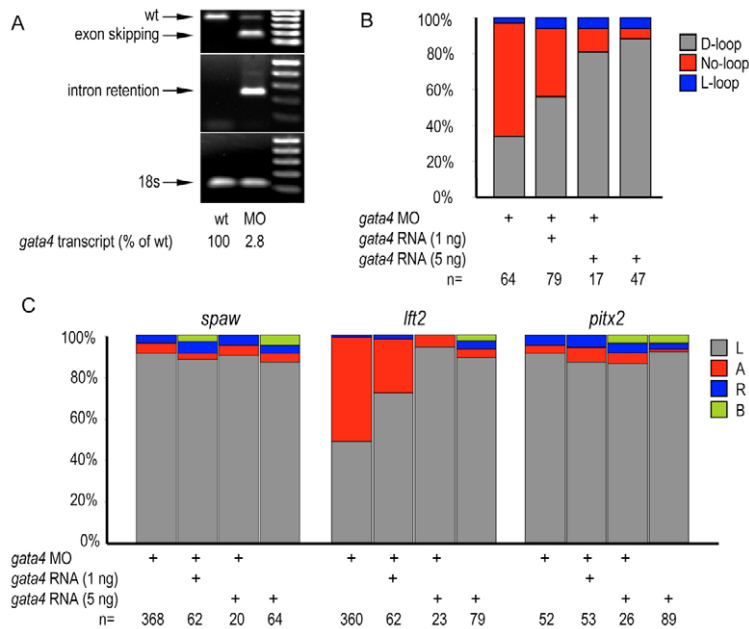 A
wt
exon skipping
intron retention
18s
wt MO
gata4 transcript (% of wt) 100 2.8
B
100%
80%
60%
40%
20%
0%
D-loop
No-loop
L-loop
gata4 MO + + +
gata4 RNA (1 ng) +
gata4 RNA (5 ng) + +
n= 64 79 17 47
C
spaw lft2 pitx2
100%
80%
60%
40%
20%
0%
L
A
R
B
gata4 MO + + + + + + + + +
gata4 RNA (1 ng) + + +
gata4 RNA (5 ng) + + + + + +
n= 368 62 20 64 360 62 23 79 52 53 26 89